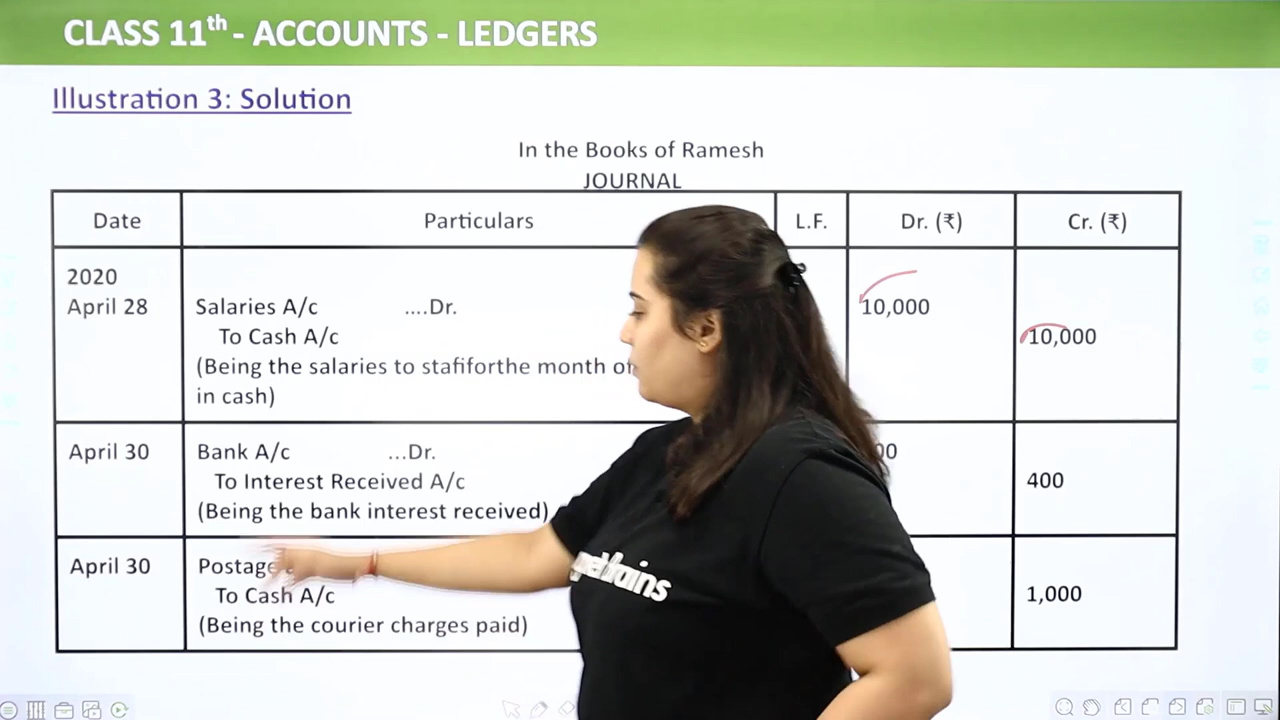 CLASS 11th - ACCOUNTS - LEDGERS
Illustration 3: Solution
In the Books of Ramesh
JOURNAL
Date Particulars L.F. Dr. (₹) Cr. (₹)
2020
April 28 Salaries A/c ....Dr. 10,000
To Cash A/c 10,000
(Being the salaries to stafiforthe month
in cash)
April 30 Bank A/c ...Dr.
To Interest Received A/c 400
(Being the bank interest received)
April 30 Postage
To Cash A/c 1,000
(Being the courier charges paid)